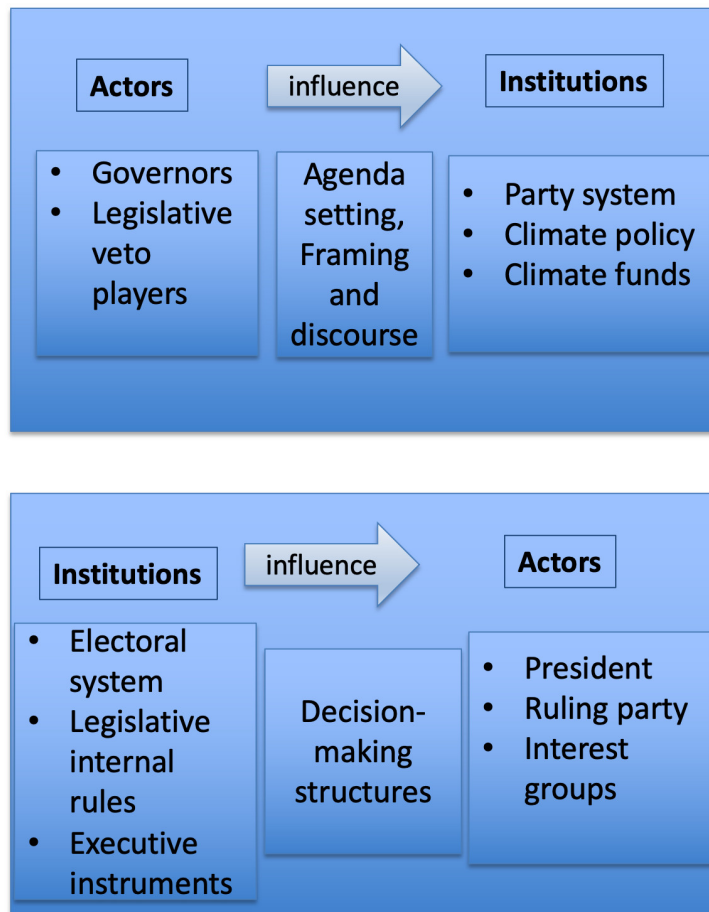 Actors
influence
Institutions
• Governors
• Legislative
veto
players
Agenda
setting,
Framing
and
discourse
• Party system
• Climate policy
• Climate funds
Institutions
influence
Actors
• Electoral
system
• Legislative
internal
rules
• Executive
instruments
Decision-
making
structures
• President
• Ruling party
• Interest
groups